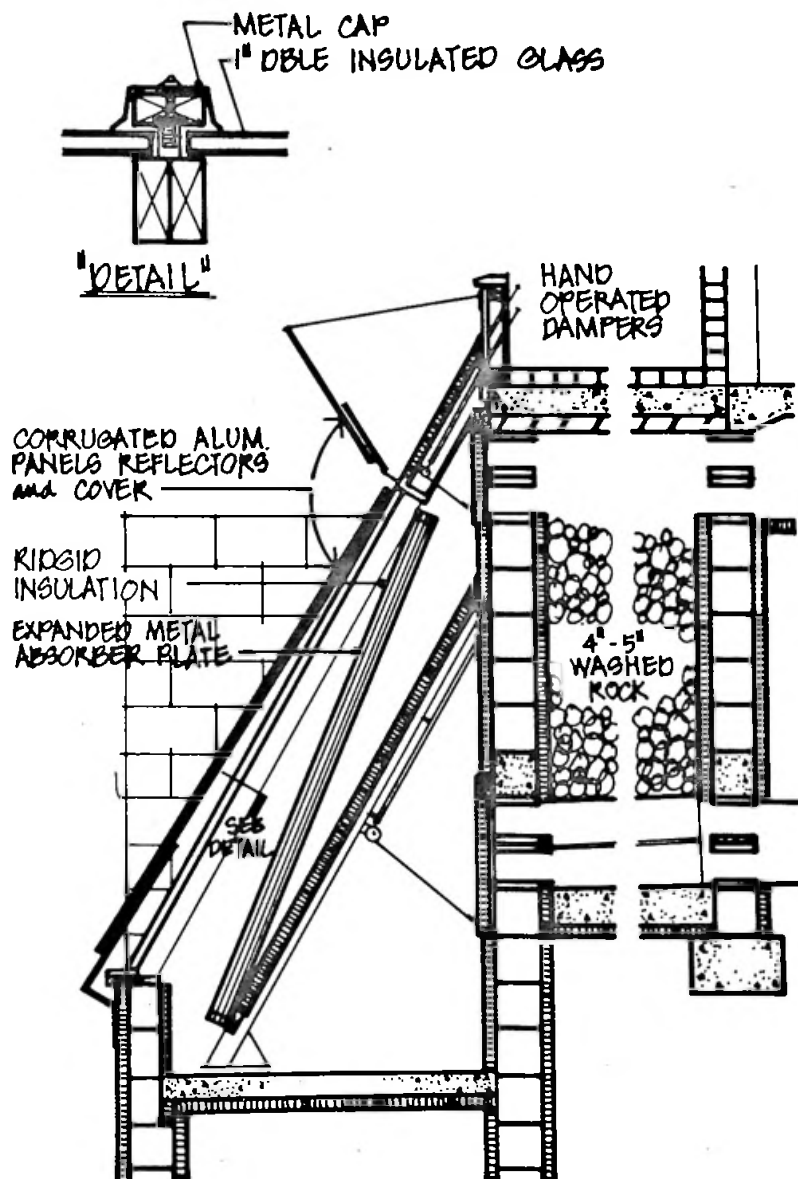 METAL CAP
1" DBLE INSULATED GLASS
"DETAIL"
HAND
OPERATED
DAMPERS
CORRUGATED ALUM.
PANELS REFLECTORS
and COVER
RIDGID
INSULATION
EXPANDED METAL
ABSORBER PLATE
4"-5"
WASHED
ROCK
SEE
DETAIL